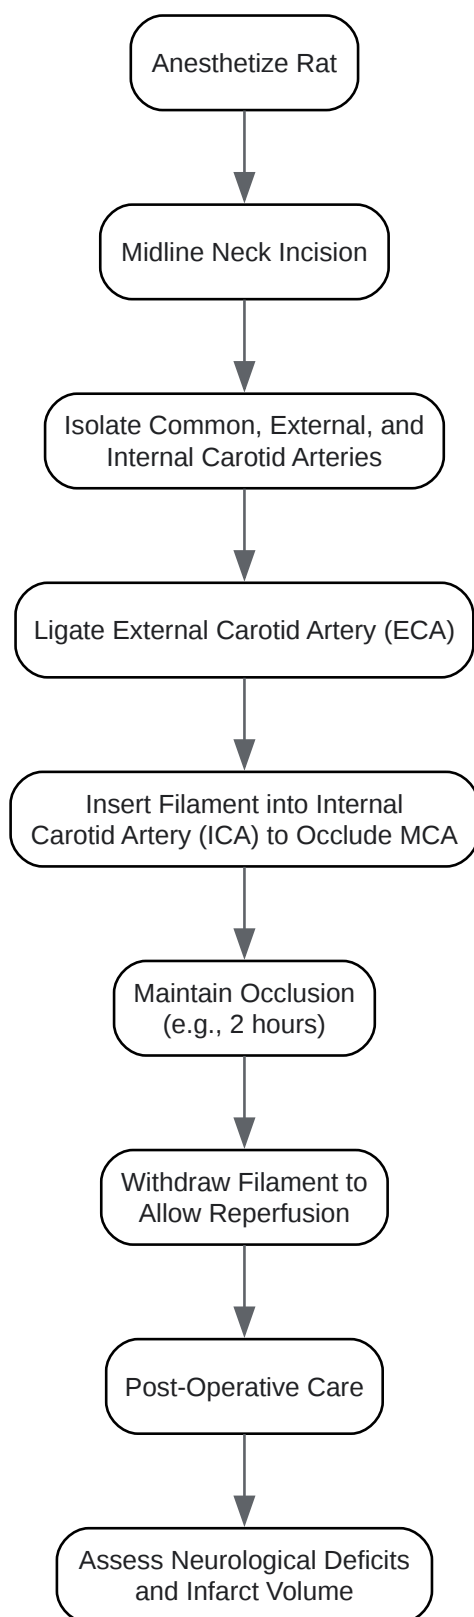 Anesthetize Rat
Midline Neck Incision
Isolate Common, External, and
Internal Carotid Arteries
Ligate External Carotid Artery (ECA)
Insert Filament into Internal
Carotid Artery (ICA) to Occlude MCA
Maintain Occlusion
(e.g., 2 hours)
Withdraw Filament to
Allow Reperfusion
Post-Operative Care
Assess Neurological Deficits
and Infarct Volume